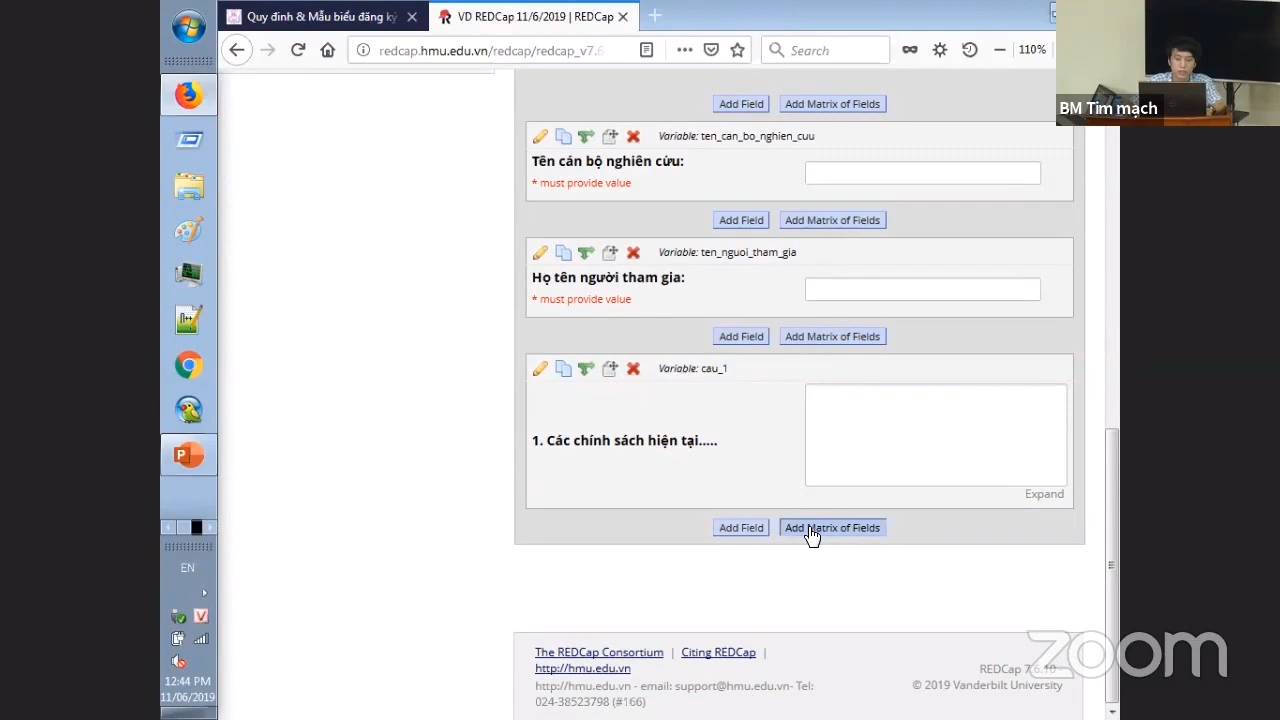 Quy đinh & Mẫu biểu đăng ký
VD REDCap 11/6/2019 | REDCap
redcap.hmu.edu.vn/redcap/redcap_v7.6
Search
110%
BM Tim mạch
Add Field
Add Matrix of Fields
Variable: ten_can_bo_nghien_cuu
Tên cán bộ nghiên cứu:
* must provide value
Add Field
Add Matrix of Fields
Variable: ten_nguoi_tham_gia
Họ tên người tham gia:
* must provide value
Add Field
Add Matrix of Fields
Variable: cau_1
1. Các chính sách hiện tại.....
Expand
Add Field
Add Matrix of Fields
EN
12:44 PM
11/06/2019
The REDCap Consortium | Citing REDCap |
http://hmu.edu.vn
http://hmu.edu.vn - email: support@hmu.edu.vn- Tel:
024-38523798 (#166)
REDCap 7.6.10 -
© 2019 Vanderbilt University
zoom